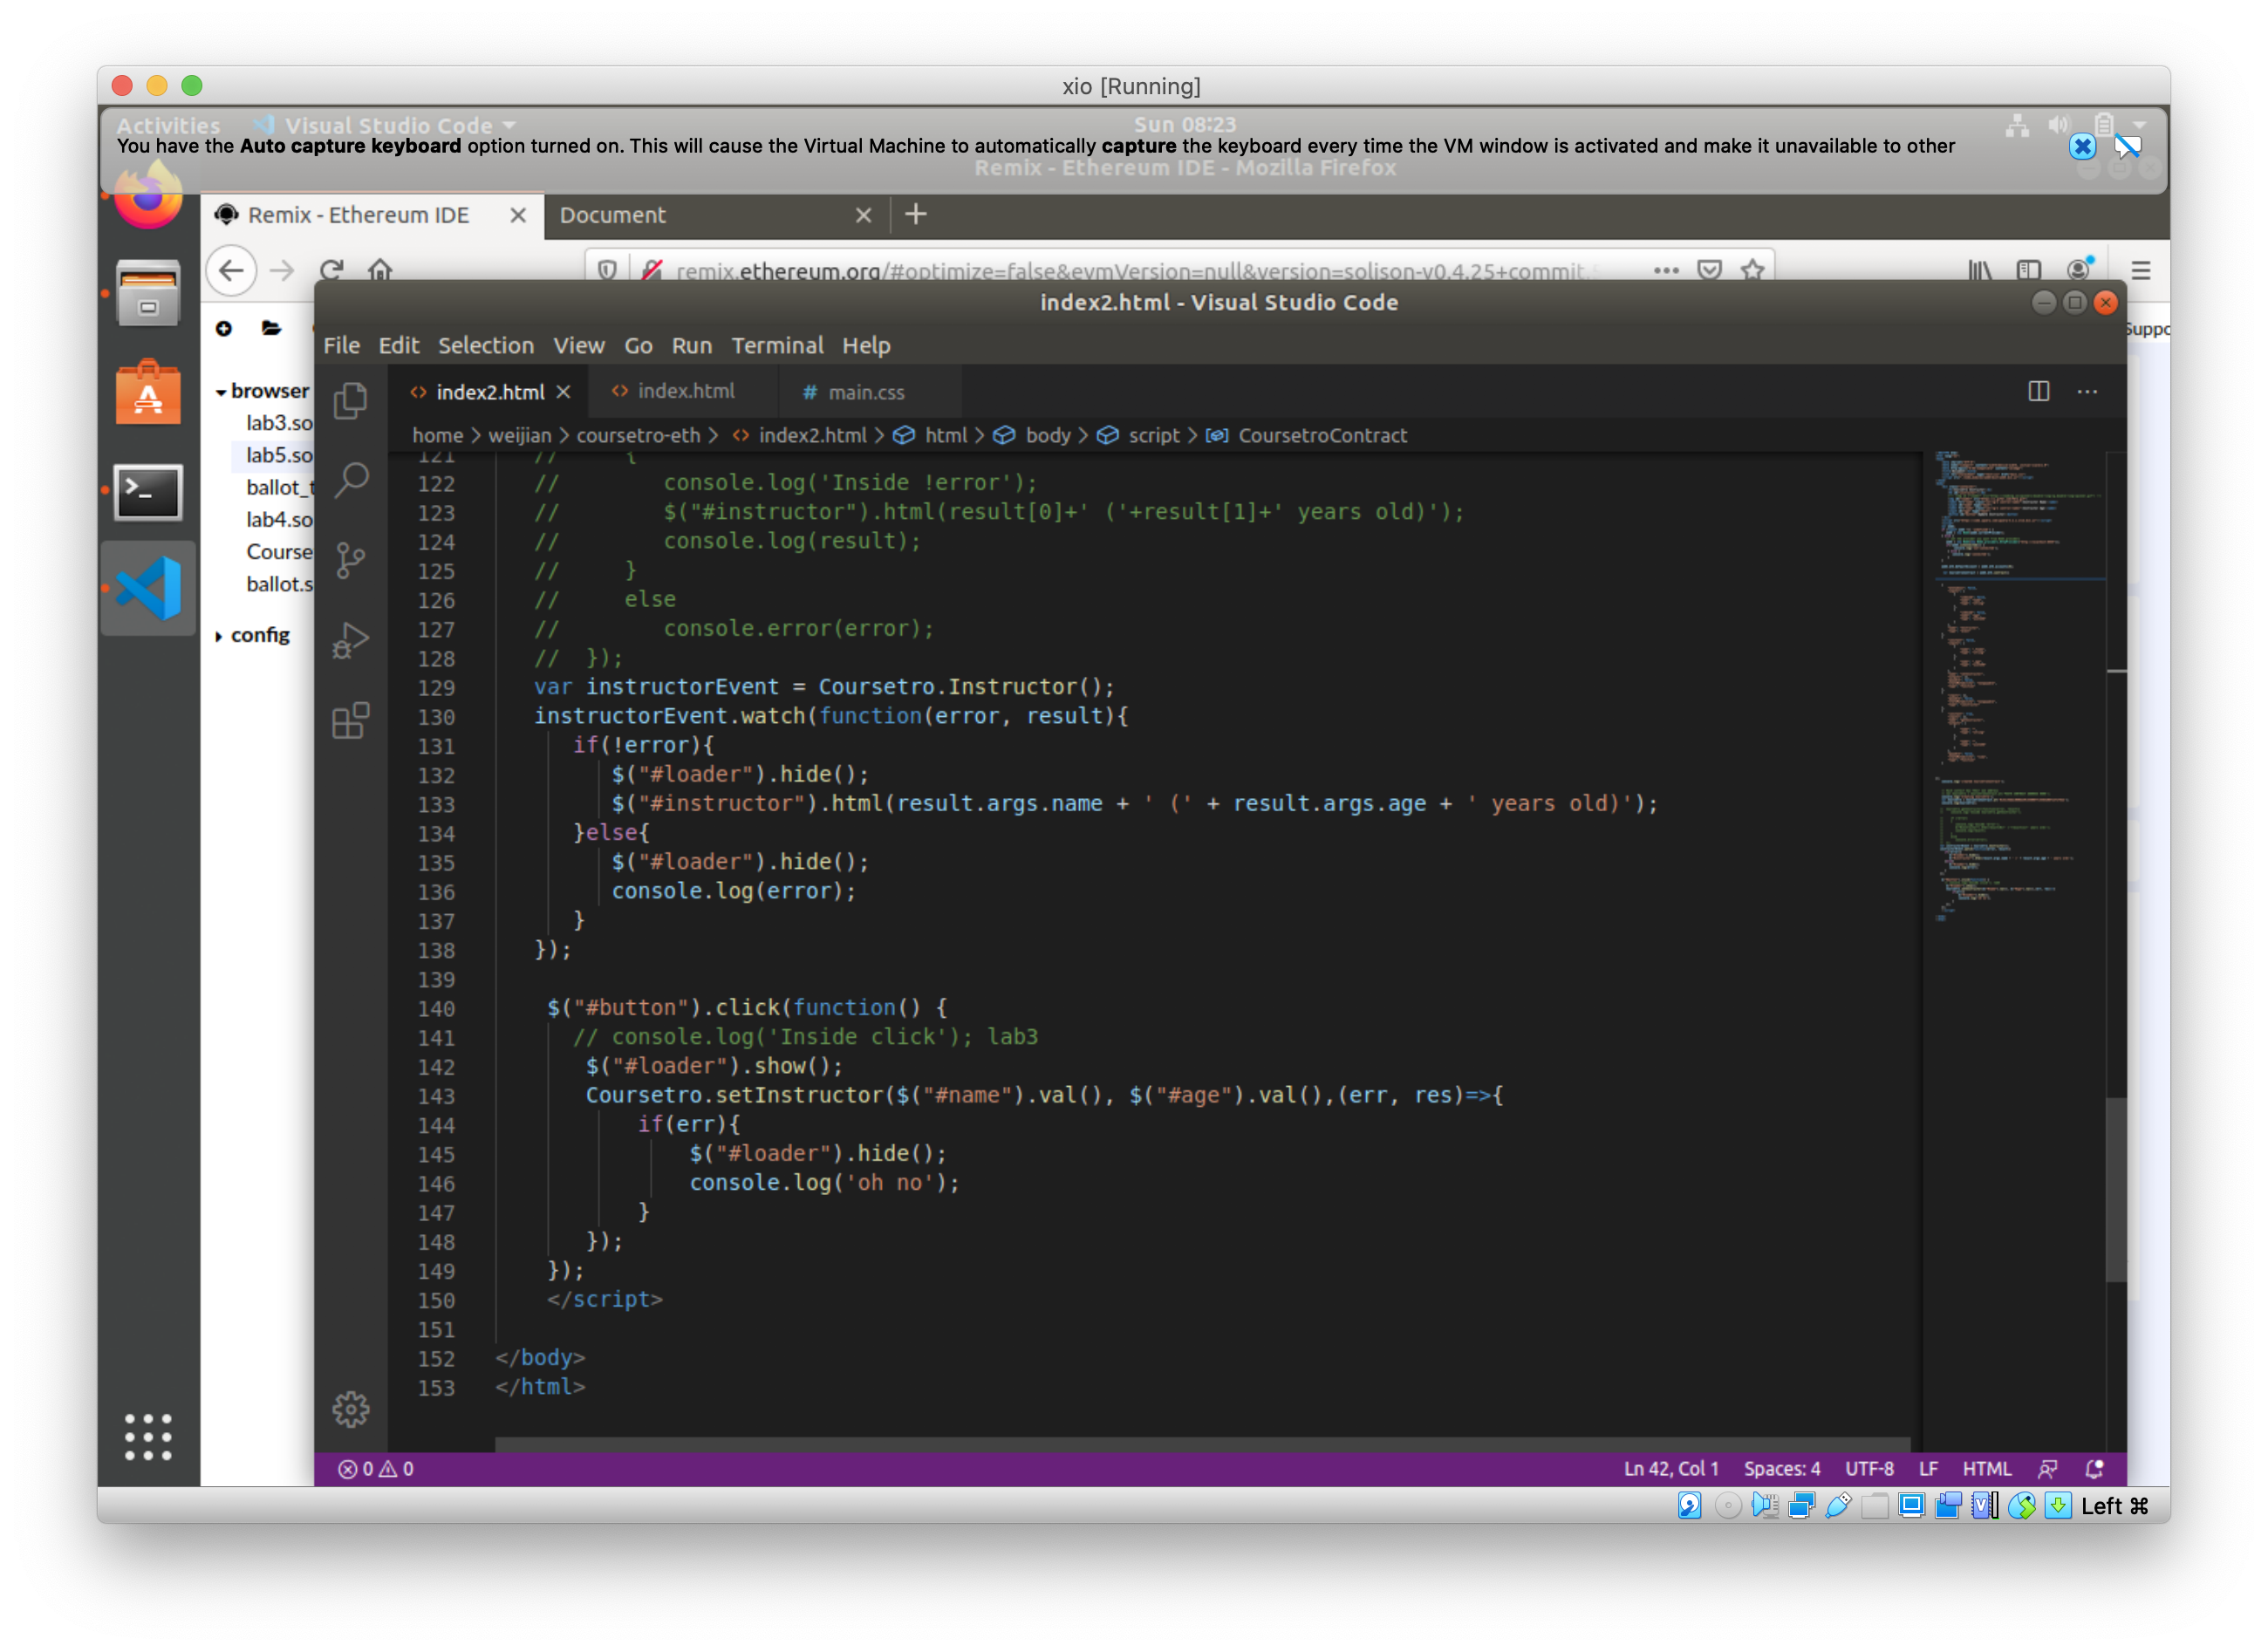 xio [Running]
Activities Visual Studio Code Sun 08:23
You have the Auto capture keyboard option turned on. This will cause the Virtual Machine to automatically capture the keyboard every time the VM window is activated and make it unavailable to other
Remix - Ethereum IDE - Mozilla Firefox
Remix - Ethereum IDE Document
remix.ethereum.org/#optimize=false&evmVersion=null&version=soljson-v0.4.25+commit.
index2.html - Visual Studio Code
Suppo
File Edit Selection View Go Run Terminal Help
browser
lab3.so
lab5.so
ballot_t
lab4.so
Course
ballot.s
config
index2.html index.html # main.css
home > weijian > coursetro-eth > index2.html > html > body > script > CoursetroContract
121 // {
122 // console.log('Inside !error');
123 // $("#instructor").html(result[0]+' ('+result[1]+' years old)');
124 // console.log(result);
125 // }
126 // else
127 // console.error(error);
128 // });
129 var instructorEvent = Coursetro.Instructor();
130 instructorEvent.watch(function(error, result){
131 if(!error){
132 $("#loader").hide();
133 $("#instructor").html(result.args.name + ' (' + result.args.age + ' years old)');
134 }else{
135 $("#loader").hide();
136 console.log(error);
137 }
138 });
139
140 $("#button").click(function() {
141 // console.log('Inside click'); lab3
142 $("#loader").show();
143 Coursetro.setInstructor($("#name").val(), $("#age").val(),(err, res)=>{
144 if(err){
145 $("#loader").hide();
146 console.log('oh no');
147 }
148 });
149 });
150 </script>
151
152 </body>
153 </html>
0 0 Ln 42, Col 1 Spaces: 4 UTF-8 LF HTML
Left ⌘